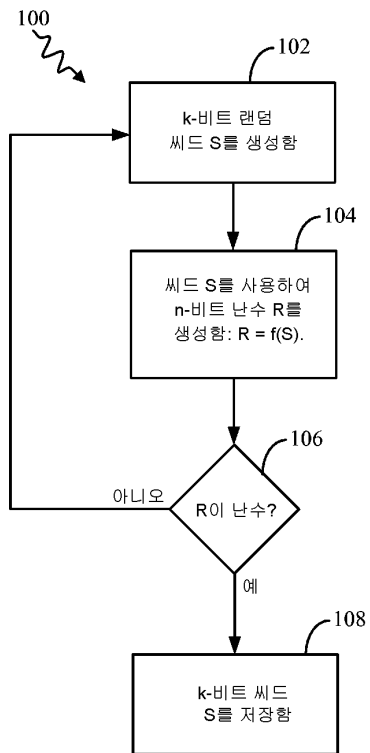 100
102
k-비트 랜덤
씨드 S를 생성함
104
씨드 S를 사용하여
n-비트 난수 R를
생성함: R = f(S).
106
R이 난수?
아니오
예
108
k-비트 씨드
S를 저장함